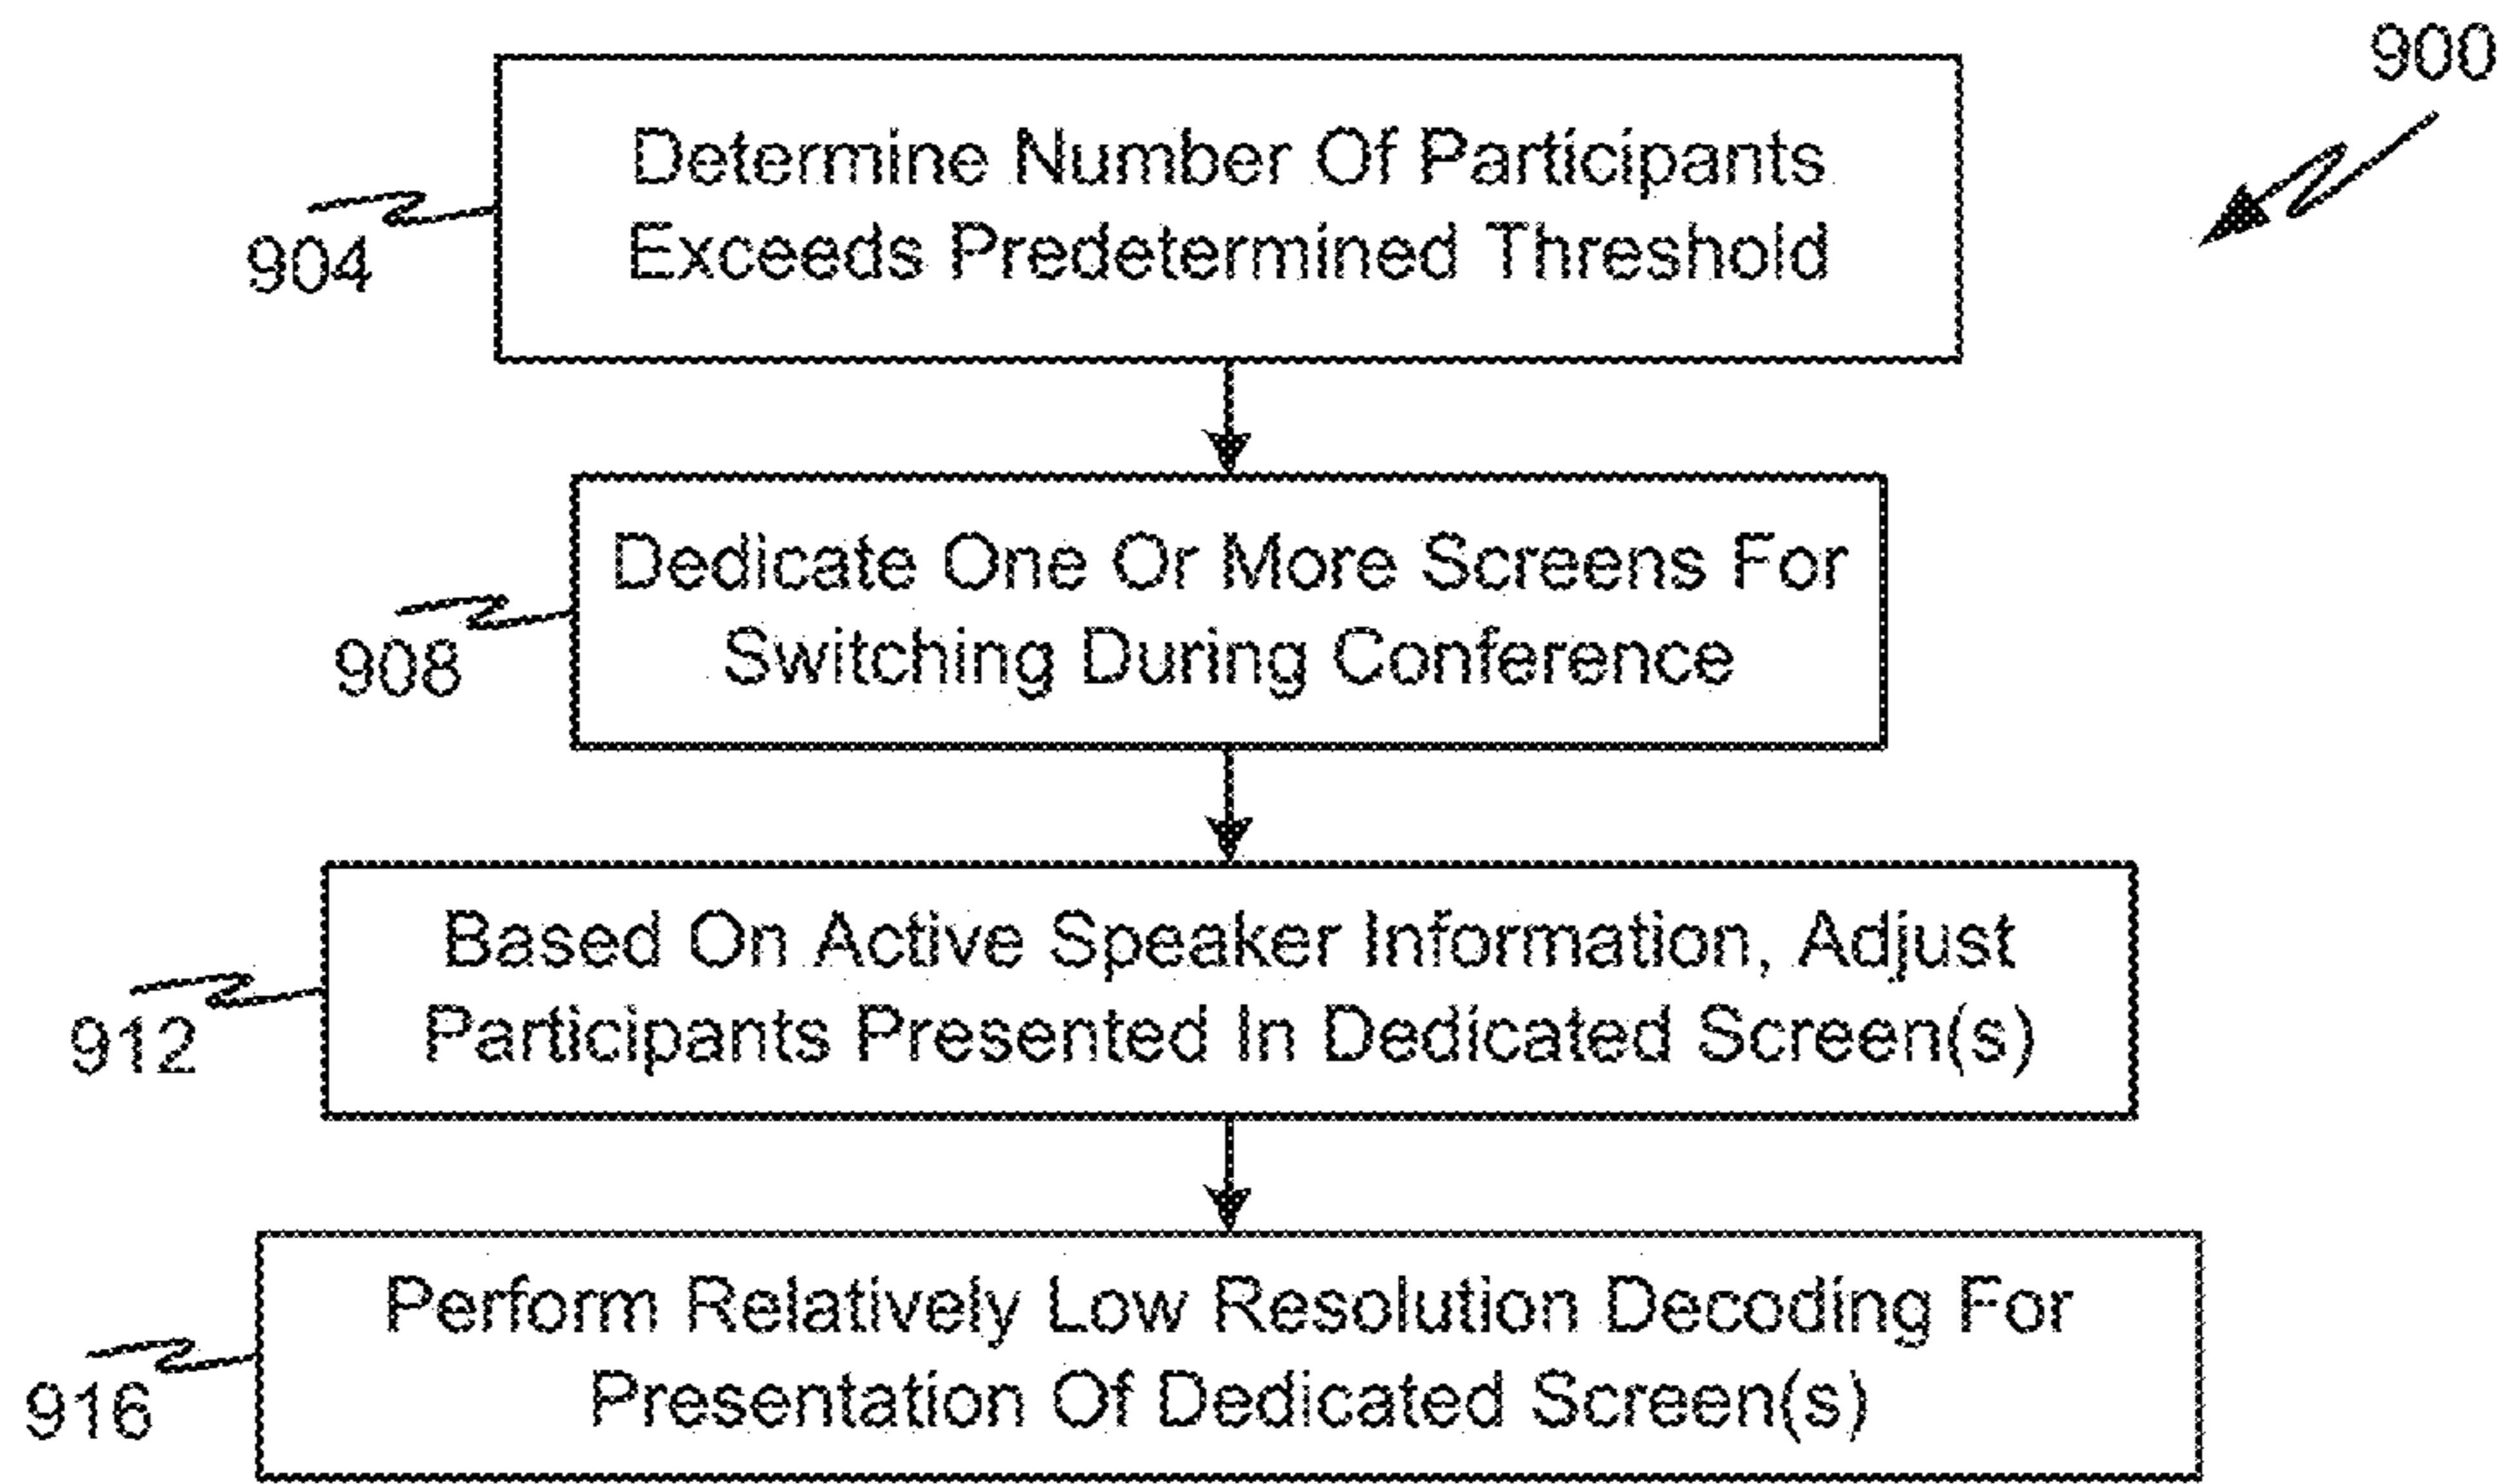 900
Determine Number Of Participants
Exceeds Predetermined Threshold
904
Dedicate One Or More Screens For
Switching During Conference
908
Based On Active Speaker Information, Adjust
Participants Presented In Dedicated Screen(s)
912
Perform Relatively Low Resolution Decoding For
Presentation Of Dedicated Screen(s)
916